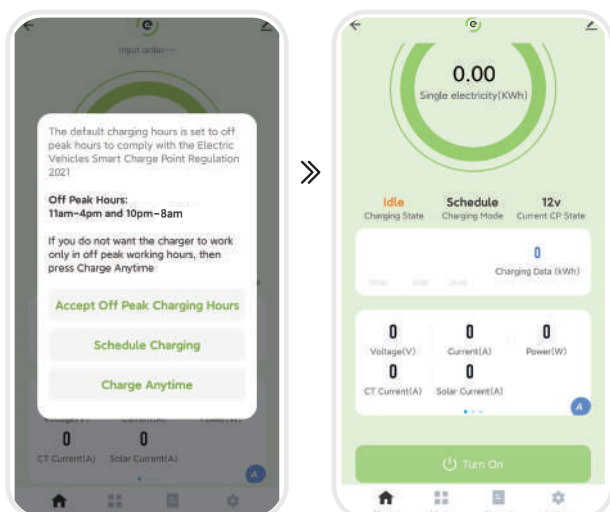 e
Input order--
The default charging hours is set to off
peak hours to comply with the Electric
Vehicles Smart Charge Point Regulation
2021
Off Peak Hours:
11am-4pm and 10pm-8am
If you do not want the charger to work
only in off peak working hours, then
press Charge Anytime
Accept Off Peak Charging Hours
Schedule Charging
Charge Anytime
Voltage(V) Current(A) Power(W)
0 0
CT Current(A) Solar Current(A)
A
e
0.00
Single electricity(KWh)
Idle Schedule 12v
Charging State Charging Mode Current CP State
0
Charging Data (kWh)
0 0 0
Voltage(V) Current(A) Power(W)
0 0
CT Current(A) Solar Current(A)
A
Turn On